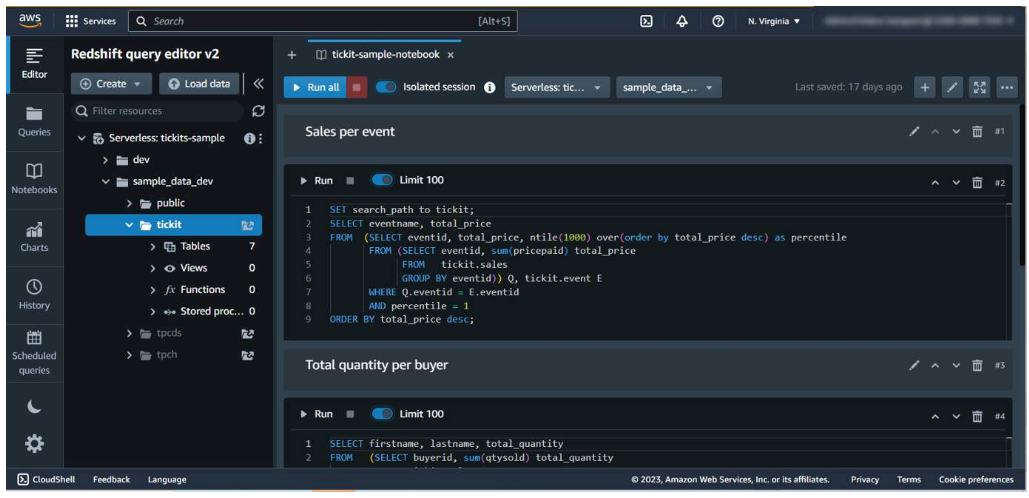 aws Services Search [Alt+S] N. Virginia
Redshift query editor v2
Editor
Queries
Notebooks
Charts
History
Scheduled
queries
Create Load data
Filter resources
Serverless: tickits-sample
dev
sample_data_dev
public
tickit
Tables 7
Views 0
fx Functions 0
Stored proc... 0
tpcds
tpch
tickit-sample-notebook
Run all Isolated session Serverless: tic... sample_data_... Last saved: 17 days ago
Sales per event #1
Run Limit 100 #2
1 SET search_path to tickit;
2 SELECT eventname, total_price
3 FROM (SELECT eventid, total_price, ntile(1000) over(order by total_price desc) as percentile
4 FROM (SELECT eventid, sum(pricepaid) total_price
5 FROM tickit.sales
6 GROUP BY eventid)) Q, tickit.event E
7 WHERE Q.eventid = E.eventid
8 AND percentile = 1
9 ORDER BY total_price desc;
Total quantity per buyer #3
Run Limit 100 #4
1 SELECT firstname, lastname, total_quantity
2 FROM (SELECT buyerid, sum(qtysold) total_quantity
CloudShell Feedback Language © 2023, Amazon Web Services, Inc. or its affiliates. Privacy Terms Cookie preferences